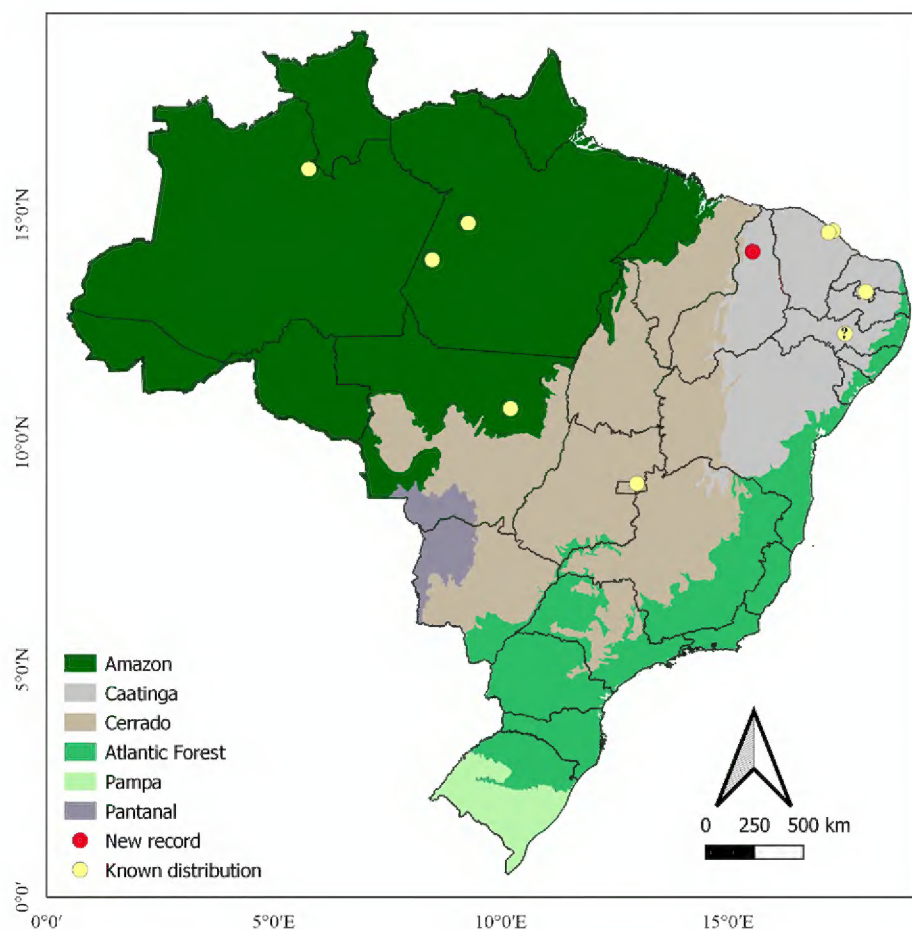 15°0′N
10°0′N
5°0′N
0°0′
?
Amazon
Caatinga
Cerrado
Atlantic Forest
Pampa
Pantanal
New record
Known distribution
0 250 500 km
0°0′ 5°0′E 10°0′E 15°0′E